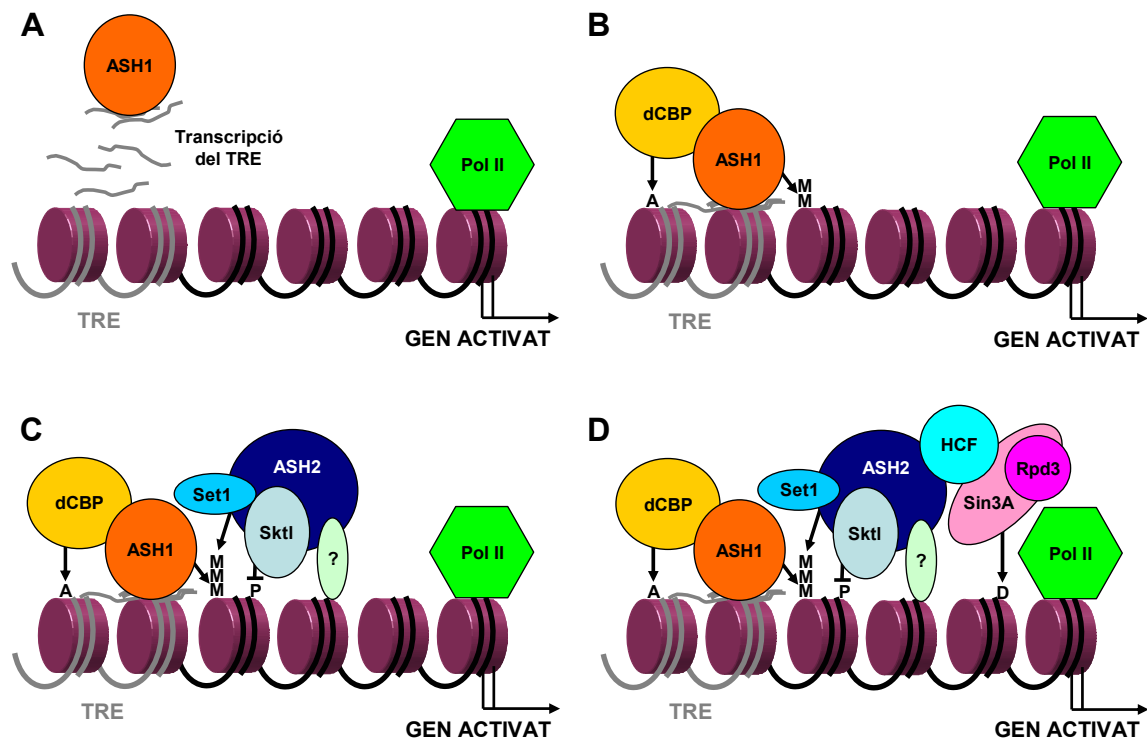 A
ASH1
Transcripció
del TRE
Pol II
TRE
GEN ACTIVAT
B
dCBP
ASH1
Pol II
A
M
M
TRE
GEN ACTIVAT
C
ASH2
Set1
dCBP
Sktl
ASH1
Pol II
?
A
M
M
M
P
TRE
GEN ACTIVAT
D
HCF
ASH2
Rpd3
Set1
Sin3A
dCBP
Sktl
ASH1
Pol II
?
A
M
M
M
P
D
TRE
GEN ACTIVAT